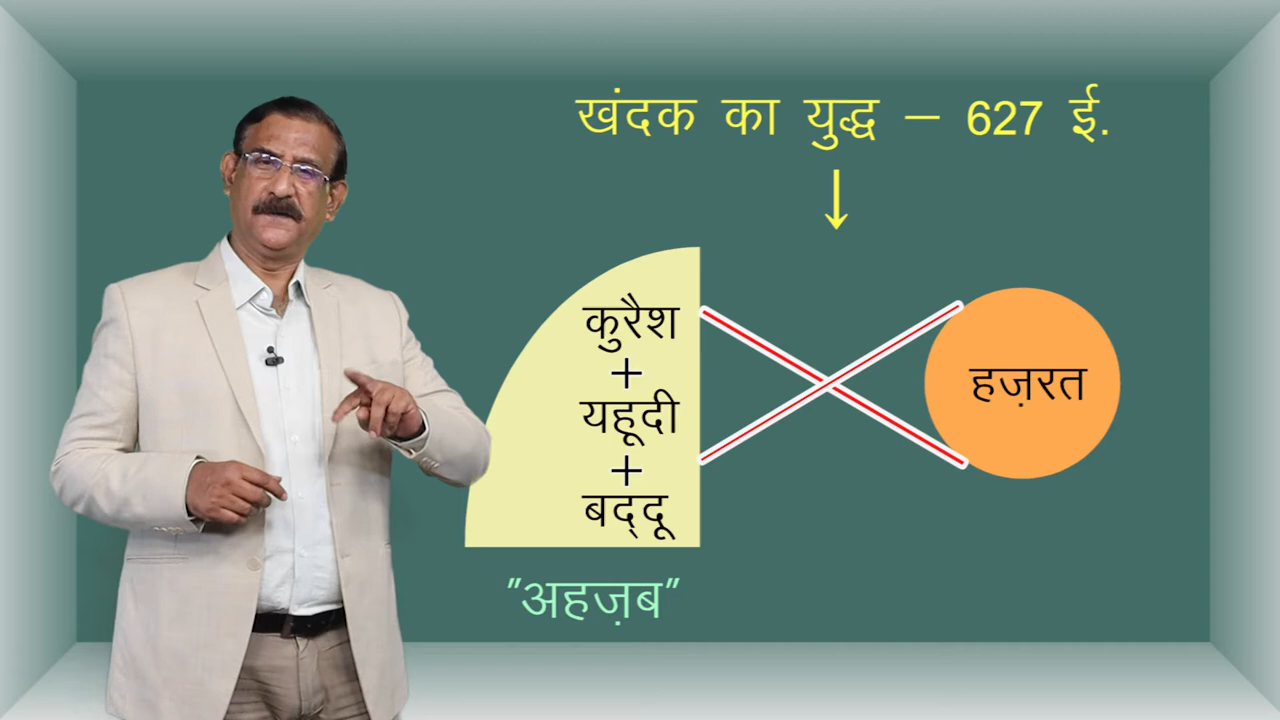 खंदक का युद्ध – 627 ई.
↓
कुरैश
+
यहूदी
+
बद्‌दू
हज़रत
"अहज़ब"